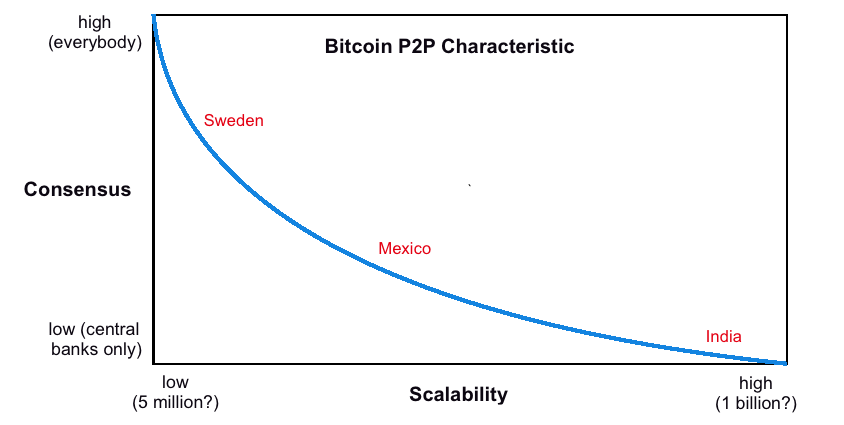 high
(everybody)
Bitcoin P2P Characteristic
Sweden
Consensus
Mexico
low (central
banks only)
India
low
(5 million?)
Scalability
high
(1 billion?)